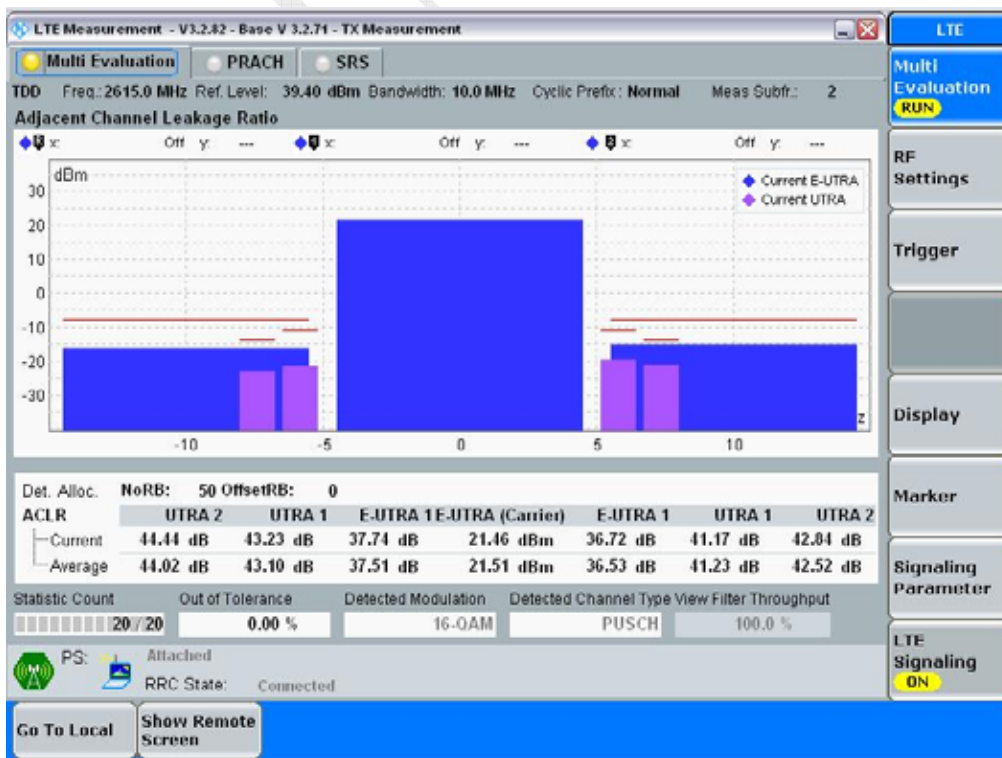 LTE Measurement - V3.2.82 - Base V 3.2.71 - TX Measurement
LTE
Multi Evaluation PRACH SRS
Multi
Evaluation
RUN
TDD Freq.: 2615.0 MHz Ref. Level: 39.40 dBm Bandwidth: 10.0 MHz Cyclic Prefix: Normal Meas Subfr.: 2
Adjacent Channel Leakage Ratio
x: Off y: --- x: Off y: --- x: Off y: ---
dBm
Current E-UTRA
Current UTRA
30
20
10
0
-10
-20
-30
z
-10 -5 0 5 10
RF
Settings
Trigger
Display
Marker
Signaling
Parameter
LTE
Signaling
ON
Det. Alloc. NoRB: 50 OffsetRB: 0
ACLR UTRA 2 UTRA 1 E-UTRA 1 E-UTRA (Carrier) E-UTRA 1 UTRA 1 UTRA 2
Current 44.44 dB 43.23 dB 37.74 dB 21.46 dBm 36.72 dB 41.17 dB 42.84 dB
Average 44.02 dB 43.10 dB 37.51 dB 21.51 dBm 36.53 dB 41.23 dB 42.52 dB
Statistic Count Out of Tolerance Detected Modulation Detected Channel Type View Filter Throughput
20 / 20 0.00 % 16-QAM PUSCH 100.0 %
PS: Attached
RRC State: Connected
Go To Local
Show Remote
Screen